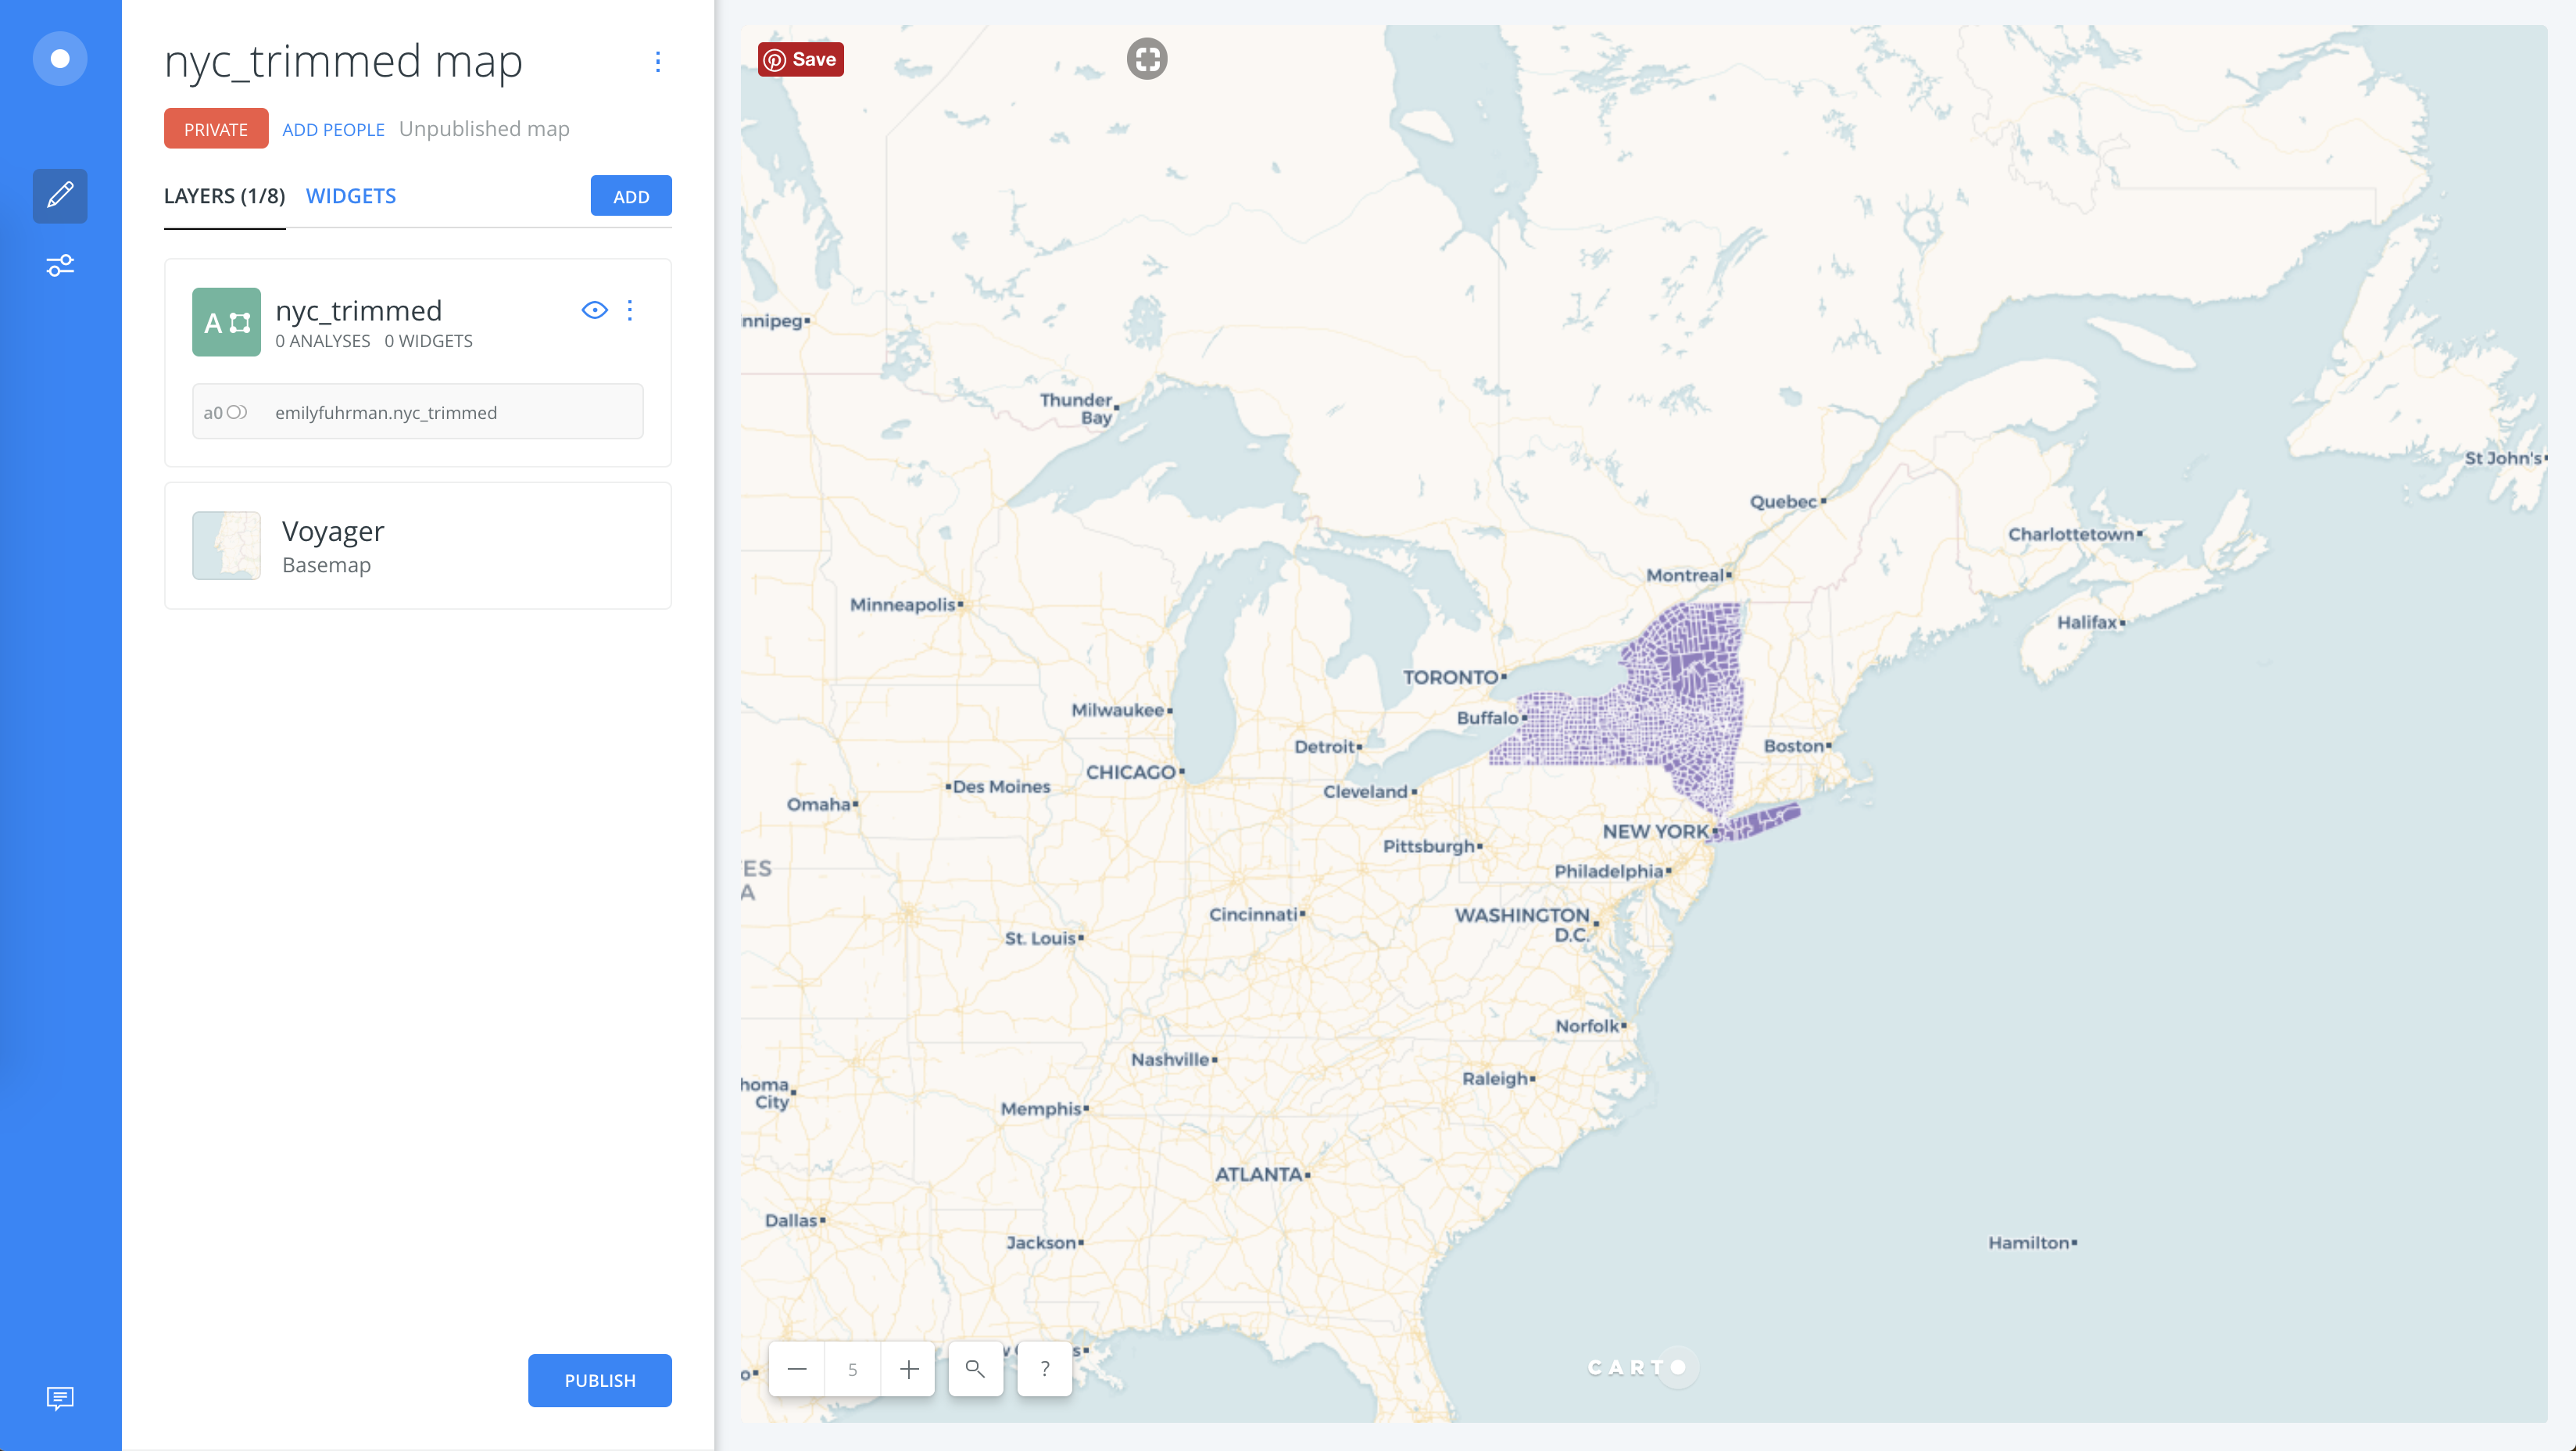 nyc_trimmed map
PRIVATE ADD PEOPLE Unpublished map
LAYERS (1/8) WIDGETS ADD
A nyc_trimmed
0 ANALYSES 0 WIDGETS
a0 emilyfuhrman.nyc_trimmed
Voyager
Basemap
PUBLISH
Save
nnipeg
Thunder
Bay
St John's
Quebec
Charlottetown
Montreal
Minneapolis
Halifax
TORONTO
Milwaukee
Buffalo
Detroit
Boston
CHICAGO
Des Moines
Cleveland
Omaha
NEW YORK
Pittsburgh
ES
A
Philadelphia
Cincinnati
WASHINGTON
D.C.
St. Louis
Norfolk
Nashville
Raleigh
homa
City
Memphis
ATLANTA
Dallas
Jackson
Hamilton
5
?
CARTO